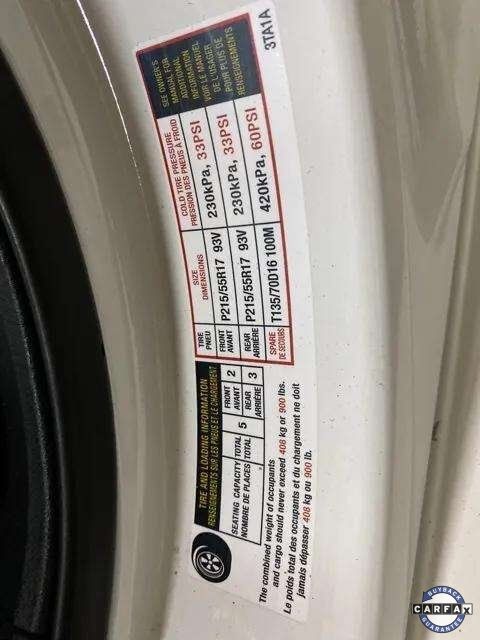 TIRE AND LOADING INFORMATION
RENSEIGNEMENTS SUR LES PNEUS ET LE CHARGEMENT
SEATING CAPACITY
NOMBRE DE PLACES
TOTAL
TOTAL
5
FRONT
AVANT
2
REAR
ARRIÈRE
3
The combined weight of occupants
and cargo should never exceed 408 kg or 900 lbs.
Le poids total des occupants et du chargement ne doit
jamais dépasser 408 kg ou 900 lb.
TIRE
PNEU
SIZE
DIMENSIONS
COLD TIRE PRESSURE
PRESSION DES PNEUS À FROID
FRONT
AVANT
P215/55R17 93V
230kPa, 33PSI
REAR
ARRIÈRE
P215/55R17 93V
230kPa, 33PSI
SPARE
DE SECOURS
T135/70D16 100M
420kPa, 60PSI
SEE OWNER'S
MANUAL FOR
ADDITIONAL
INFORMATION
VOIR LE MANUEL
DE L'USAGER
POUR PLUS DE
RENSEIGNEMENTS
3TA1A
BUYBACK
CARFAX
GUARANTEE